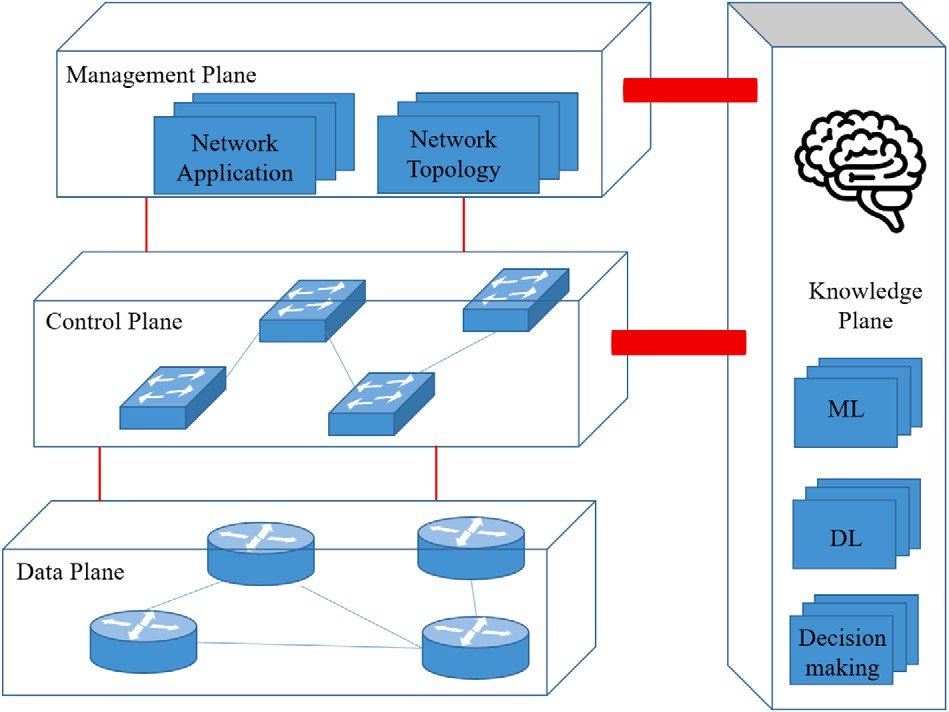 Management Plane
Network
Application
Network
Topology
Control Plane
Data Plane
Knowledge
Plane
ML
DL
Decision
making